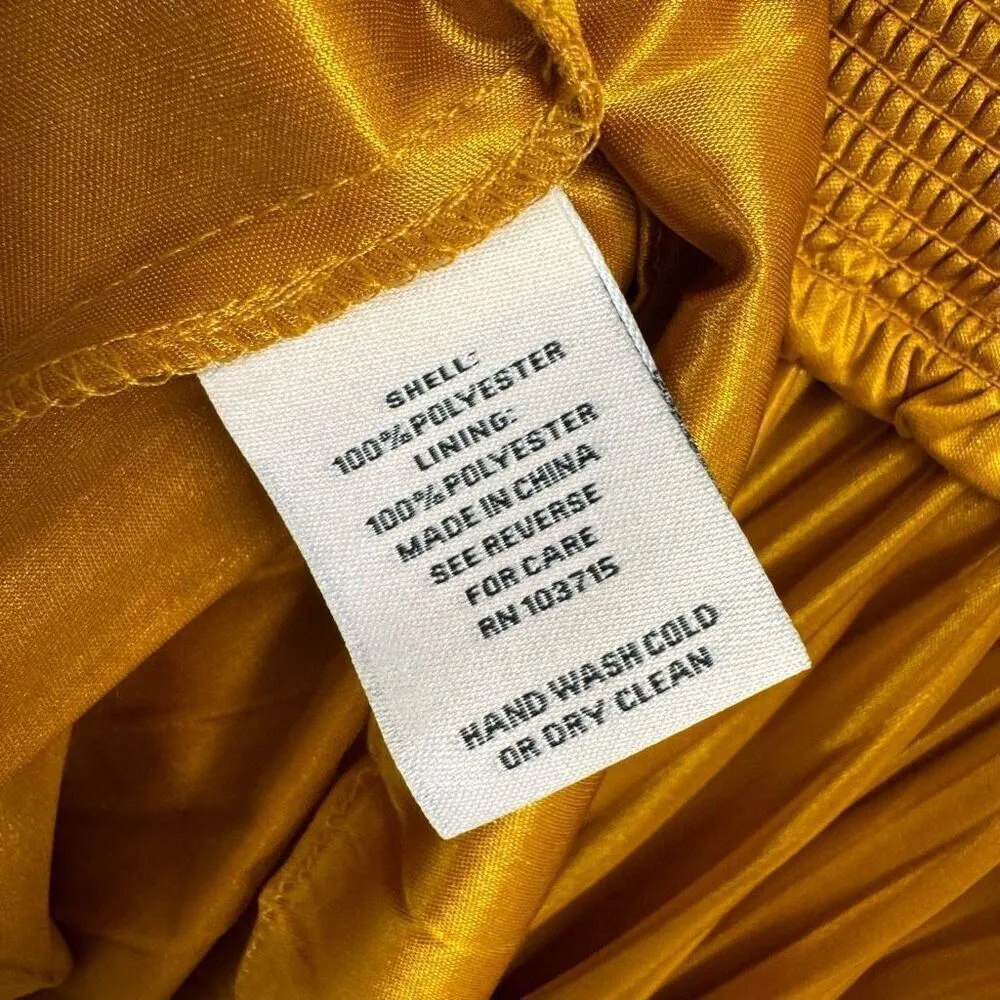 SHELL:
100% POLYESTER
LINING:
100% POLYESTER
MADE IN CHINA
SEE REVERSE
FOR CARE
RN 103715
HAND WASH COLD
OR DRY CLEAN